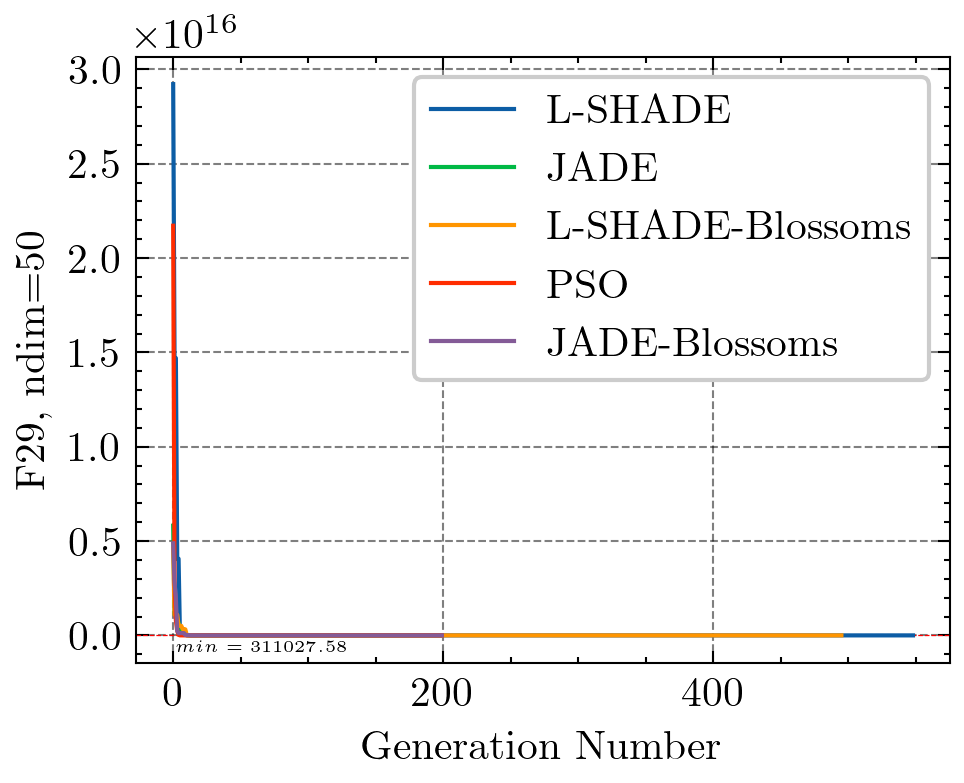 ×10^16
3.0
2.5
2.0
1.5
1.0
0.5
0.0
F29, ndim=50
L-SHADE
JADE
L-SHADE-Blossoms
PSO
JADE-Blossoms
min = 311027.58
0 200 400
Generation Number